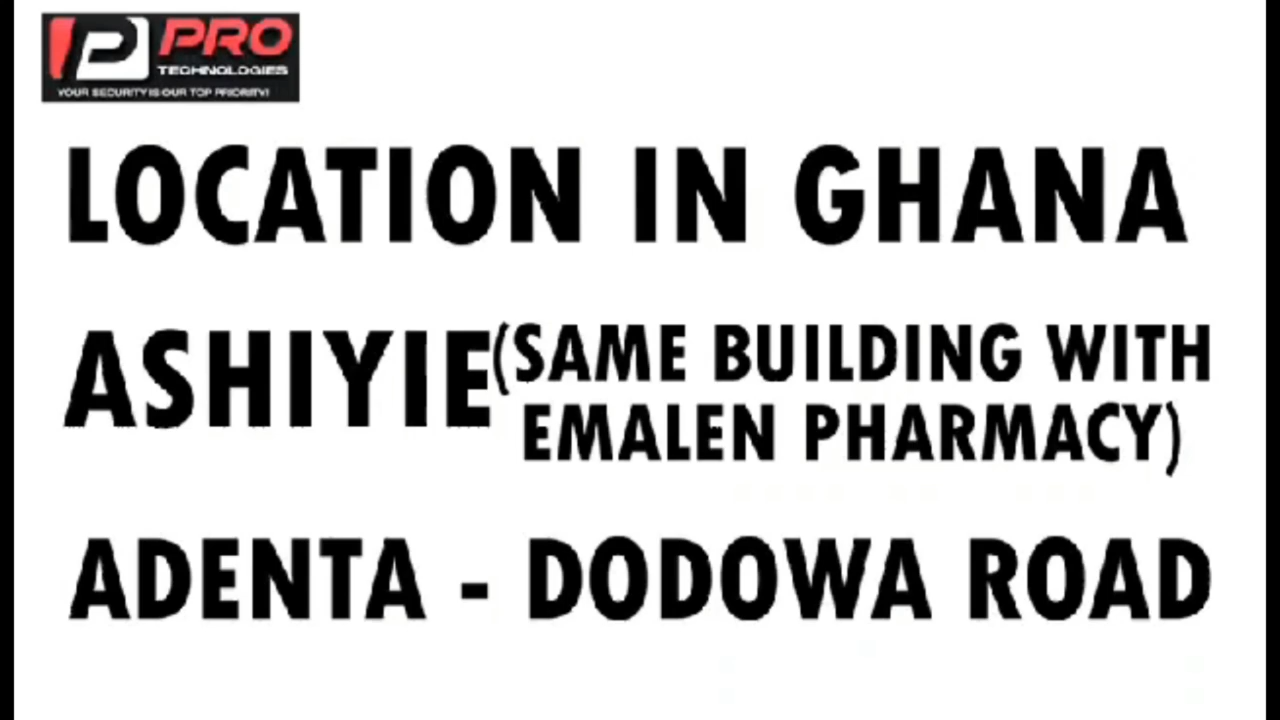 PRO
TECHNOLOGIES
YOUR SECURITY IS OUR TOP PRIORITY!
LOCATION IN GHANA
ASHIYIE (SAME BUILDING WITH
EMALEN PHARMACY)
ADENTA - DODOWA ROAD